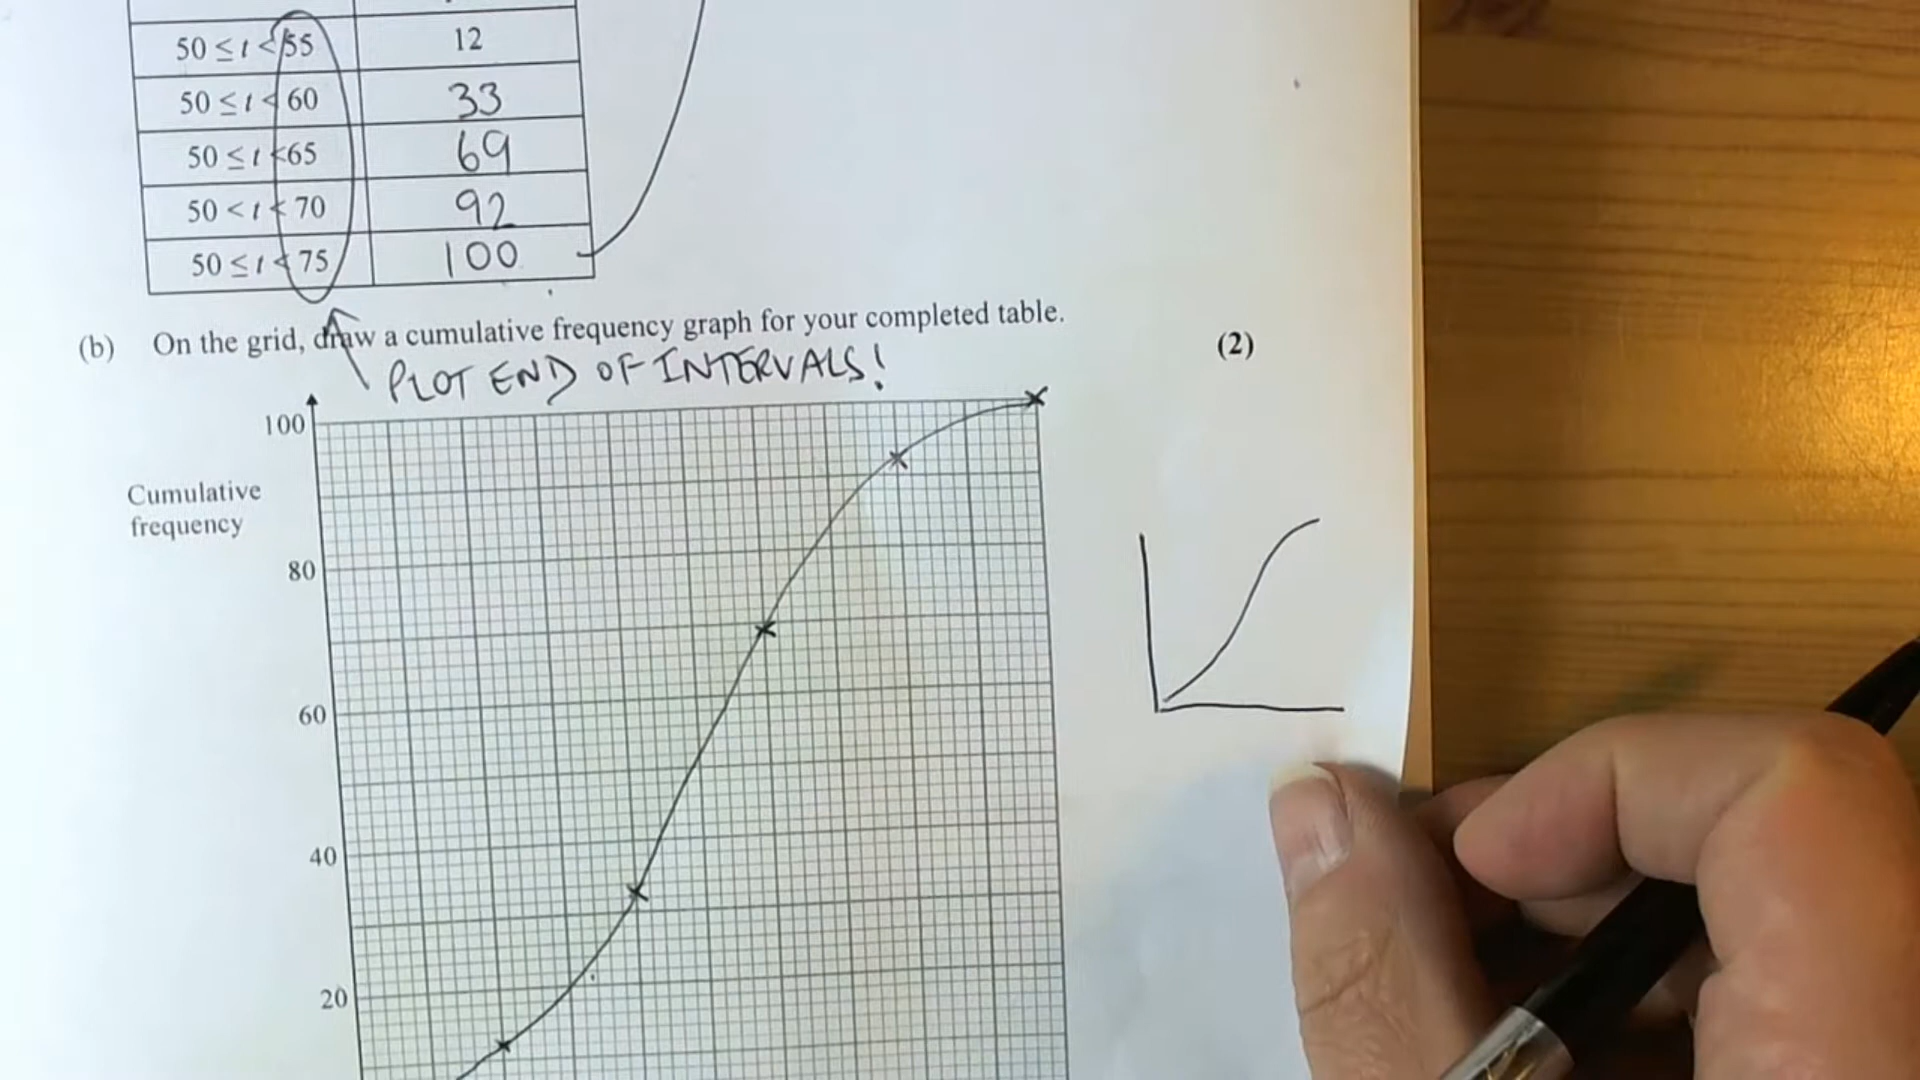 50 ≤ t < 55 12
50 ≤ t < 60 33
50 ≤ t < 65 69
50 < t < 70 92
50 ≤ t < 75 100
(b) On the grid, draw a cumulative frequency graph for your completed table.
(2)
PLOT END OF INTERVALS!
100
Cumulative
frequency
80
60
40
20